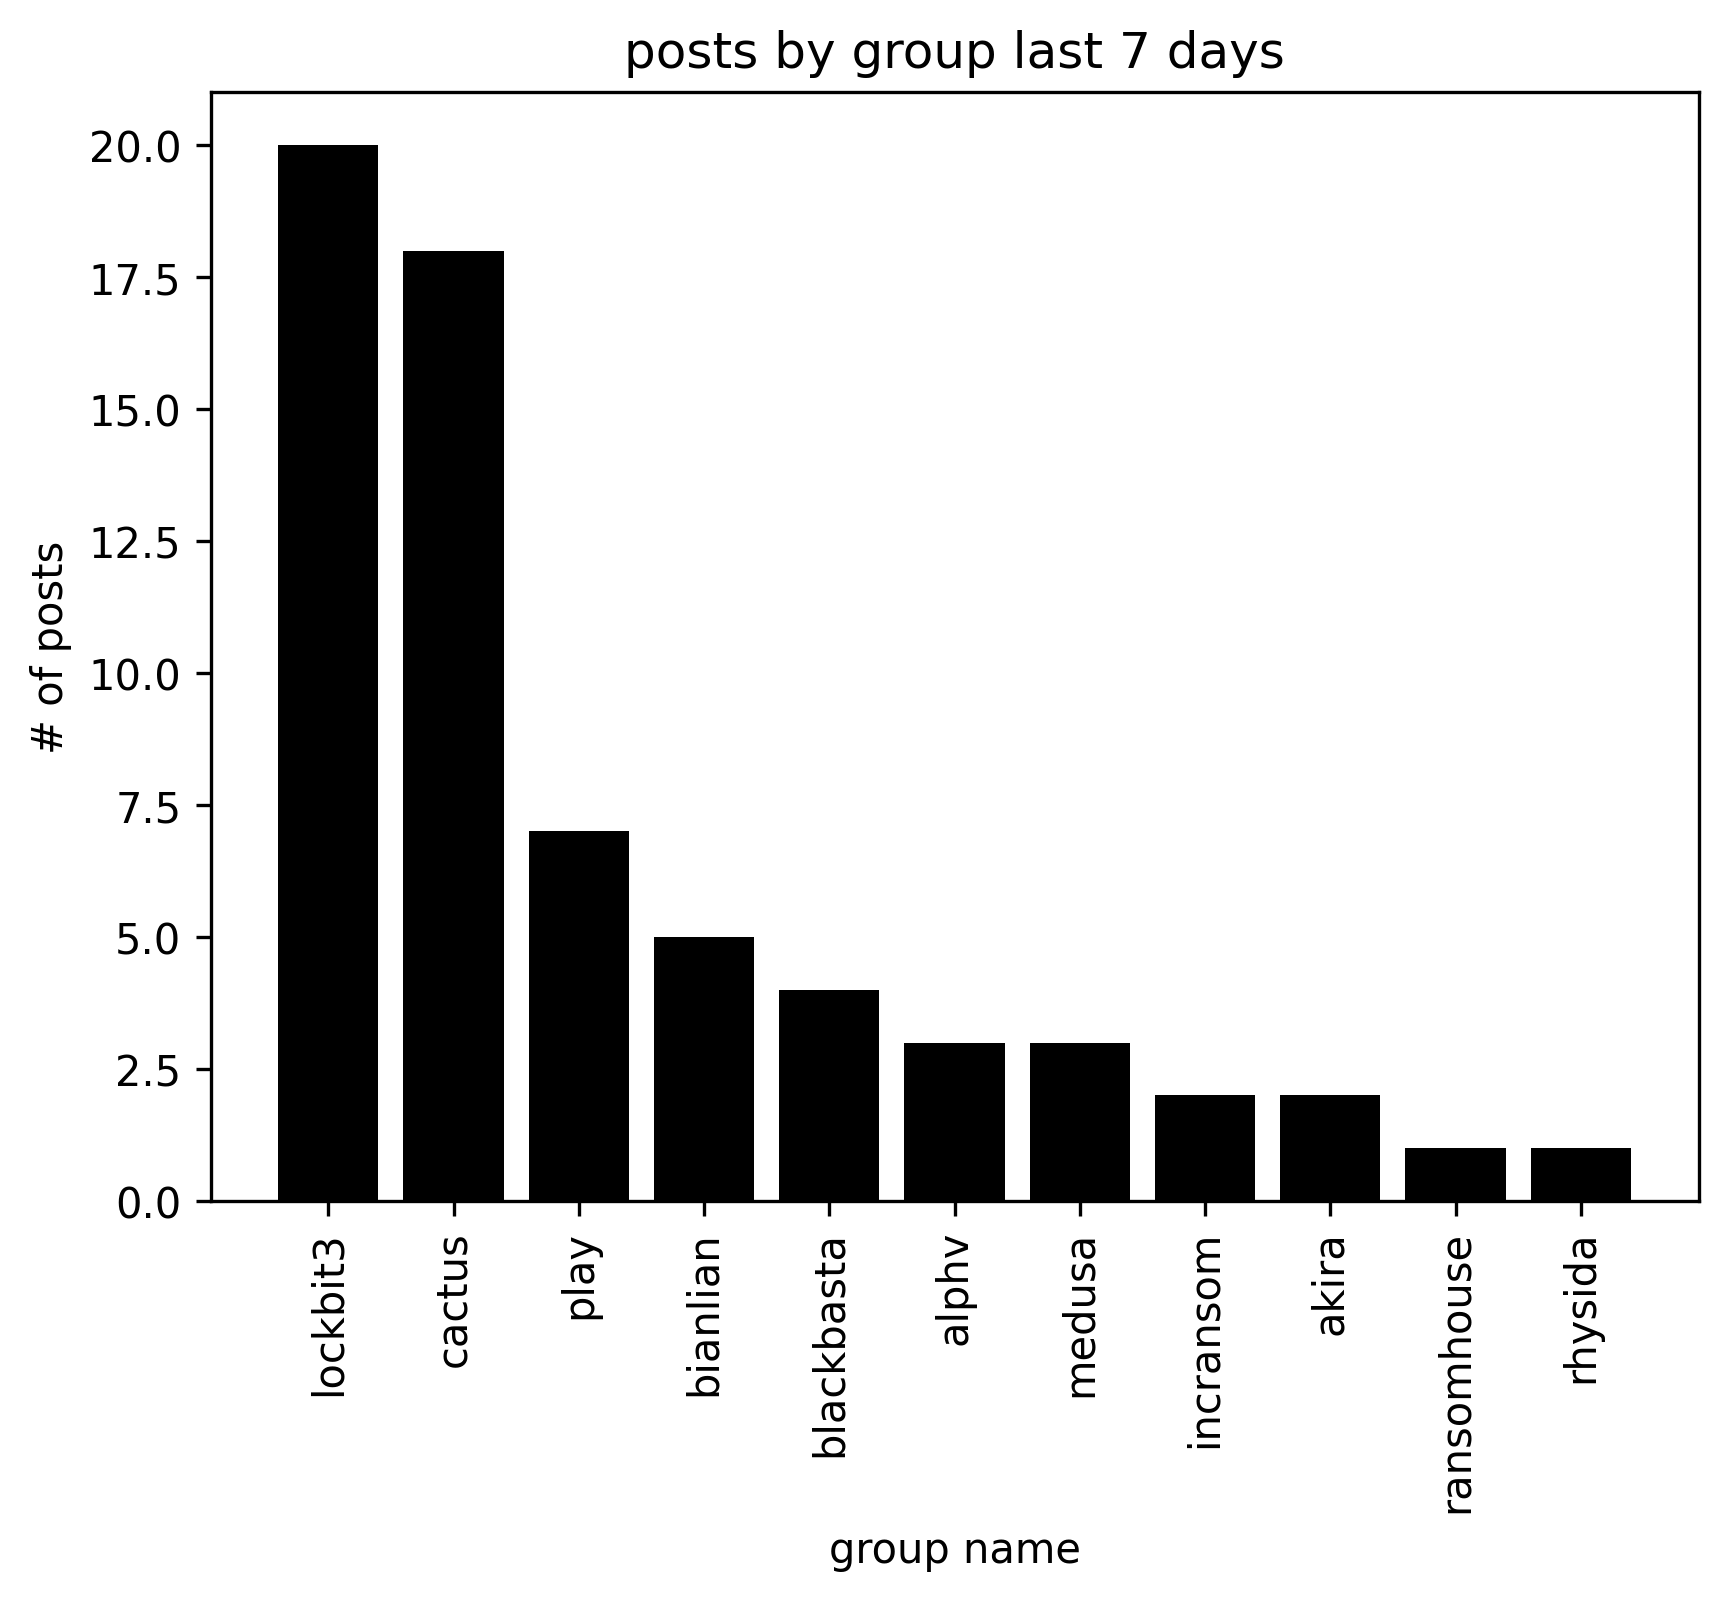 posts by group last 7 days
20.0
17.5
15.0
12.5
10.0
7.5
5.0
2.5
0.0
# of posts
lockbit3
cactus
play
bianlian
blackbasta
alphv
medusa
incransom
akira
ransomhouse
rhysida
group name